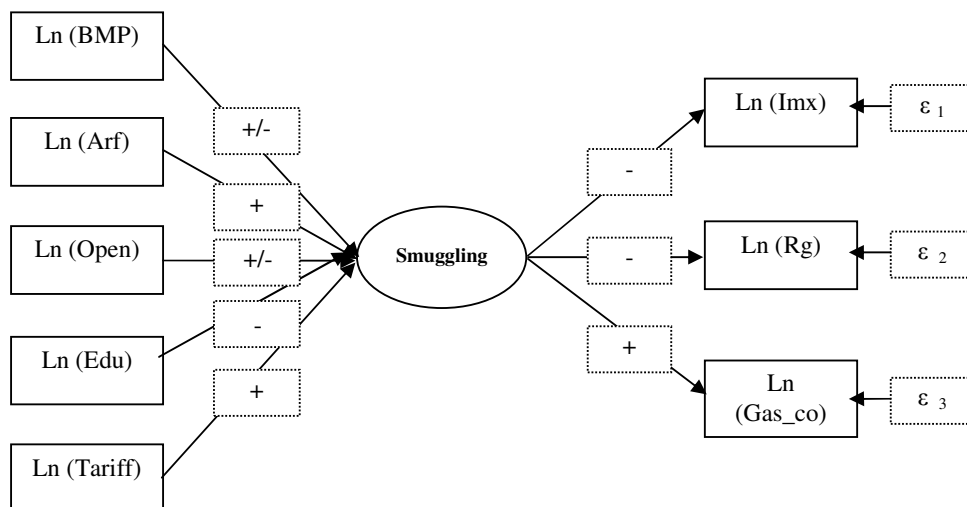 Ln (BMP)
+/-
Ln (Arf)
+
Ln (Open)
+/-
Ln (Edu)
-
Ln (Tariff)
+
Smuggling
-
Ln (Imx)
ε 1
-
Ln (Rg)
ε 2
+
Ln
(Gas_co)
ε 3